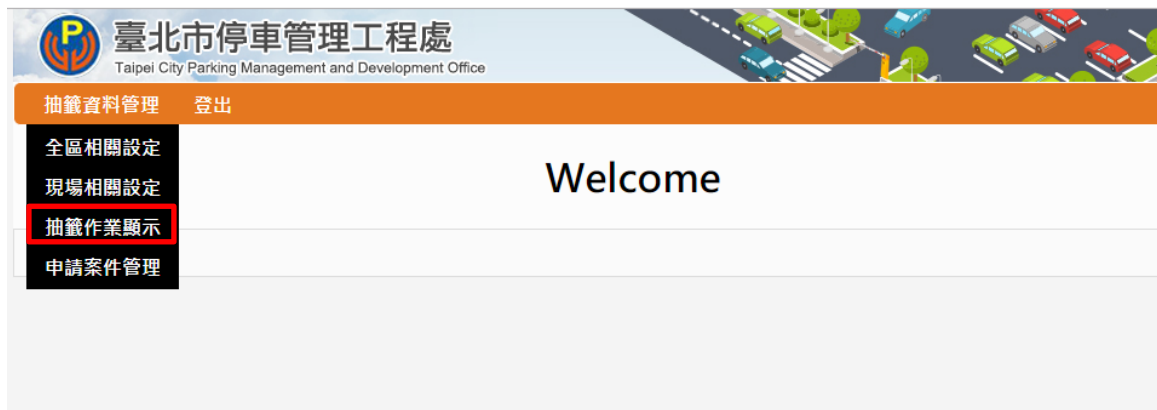 臺北市停車管理工程處
Taipei City Parking Management and Development Office
抽籤資料管理 登出
全區相關設定
現場相關設定
抽籤作業顯示
申請案件管理
Welcome